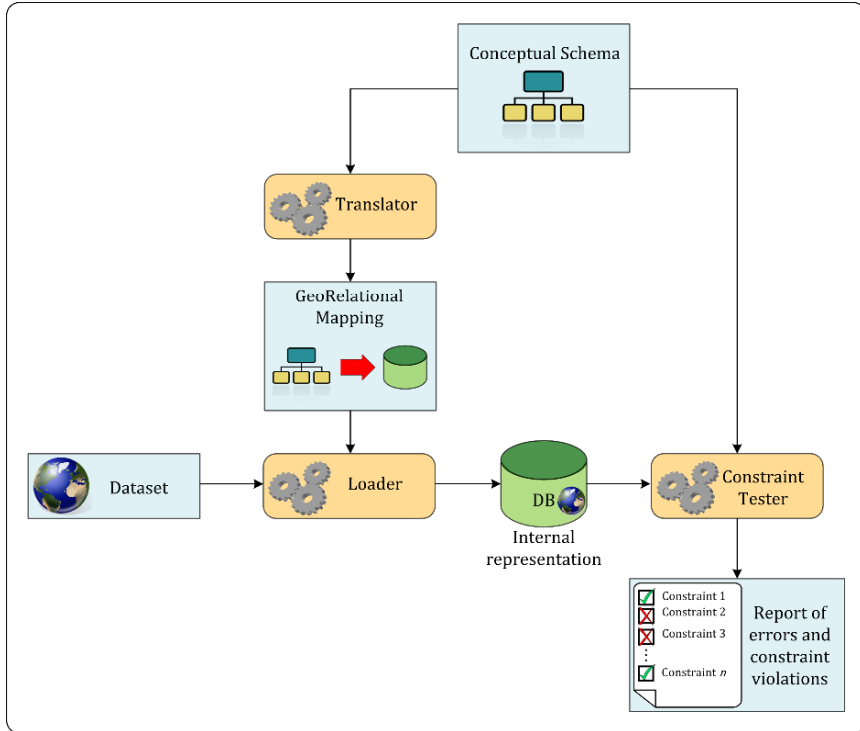 Conceptual Schema
Translator
GeoRelational
Mapping
Dataset
Loader
DB
Internal
representation
Constraint
Tester
Constraint 1
Constraint 2
Constraint 3
⋮
Constraint n
Report of
errors and
constraint
violations